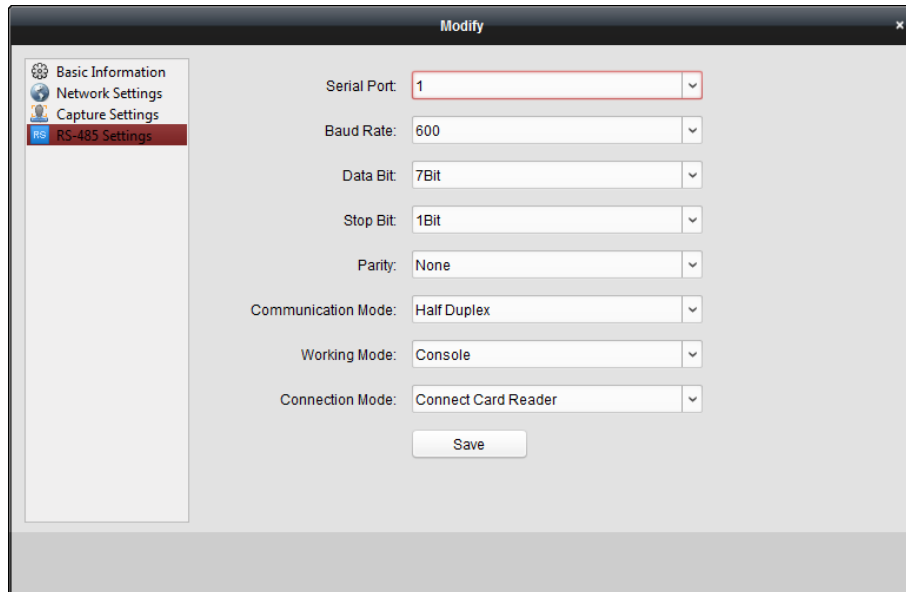 Modify ×
Basic Information
Network Settings
Capture Settings
RS RS-485 Settings
Serial Port: 1
Baud Rate: 600
Data Bit: 7Bit
Stop Bit: 1Bit
Parity: None
Communication Mode: Half Duplex
Working Mode: Console
Connection Mode: Connect Card Reader
Save